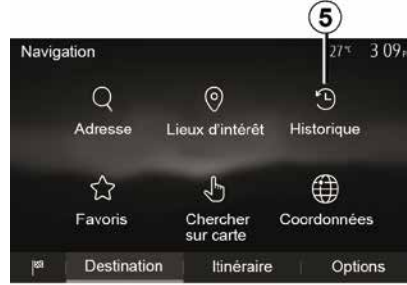 5
Navigation 27°C 3 09
Adresse Lieux d'intérêt Historique
Favoris Chercher sur carte Coordonnées
Destination Itinéraire Options